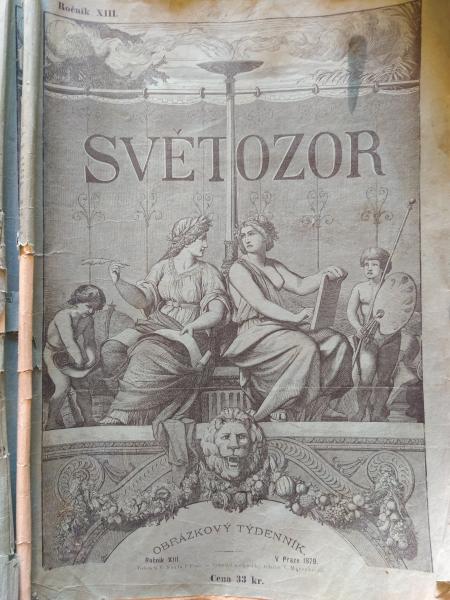 Ročník XIII.
SVĚTOZOR
OBRÁZKOVÝ TÝDENNÍK.
Ročník XIII. V Praze 1879.
Cena 33 kr.